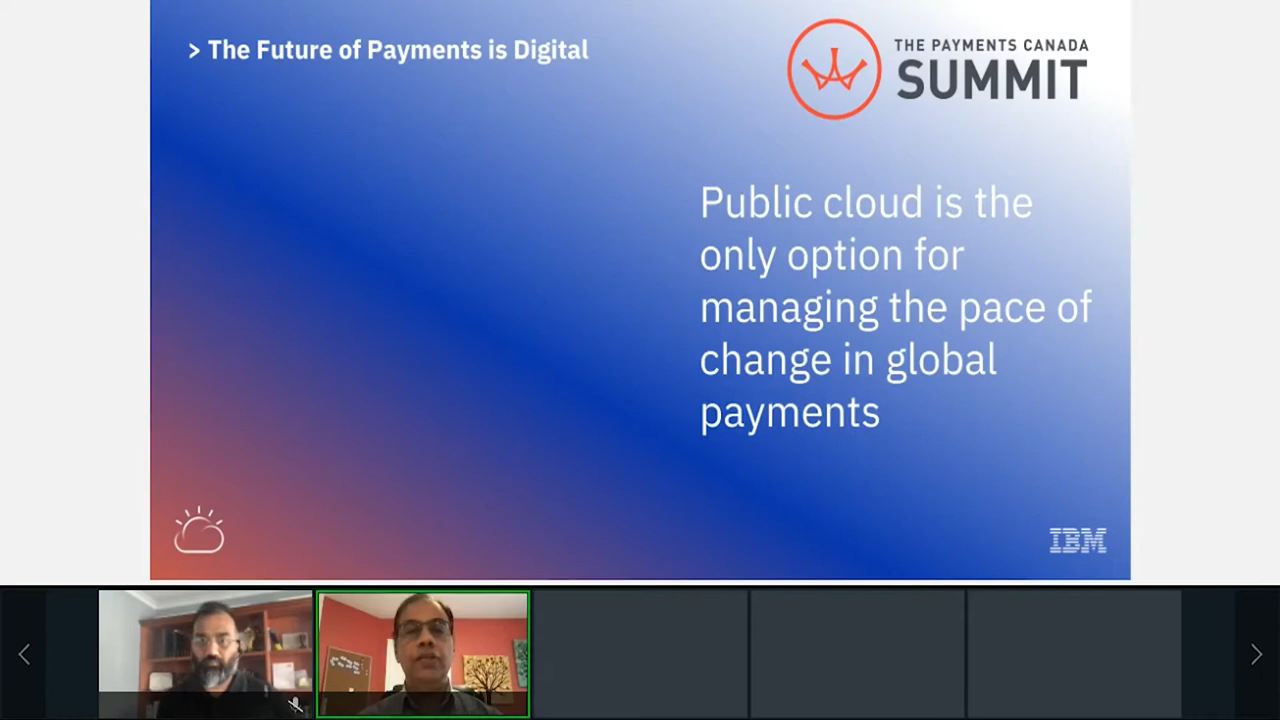 > The Future of Payments is Digital
THE PAYMENTS CANADA
SUMMIT
Public cloud is the
only option for
managing the pace of
change in global
payments
IBM